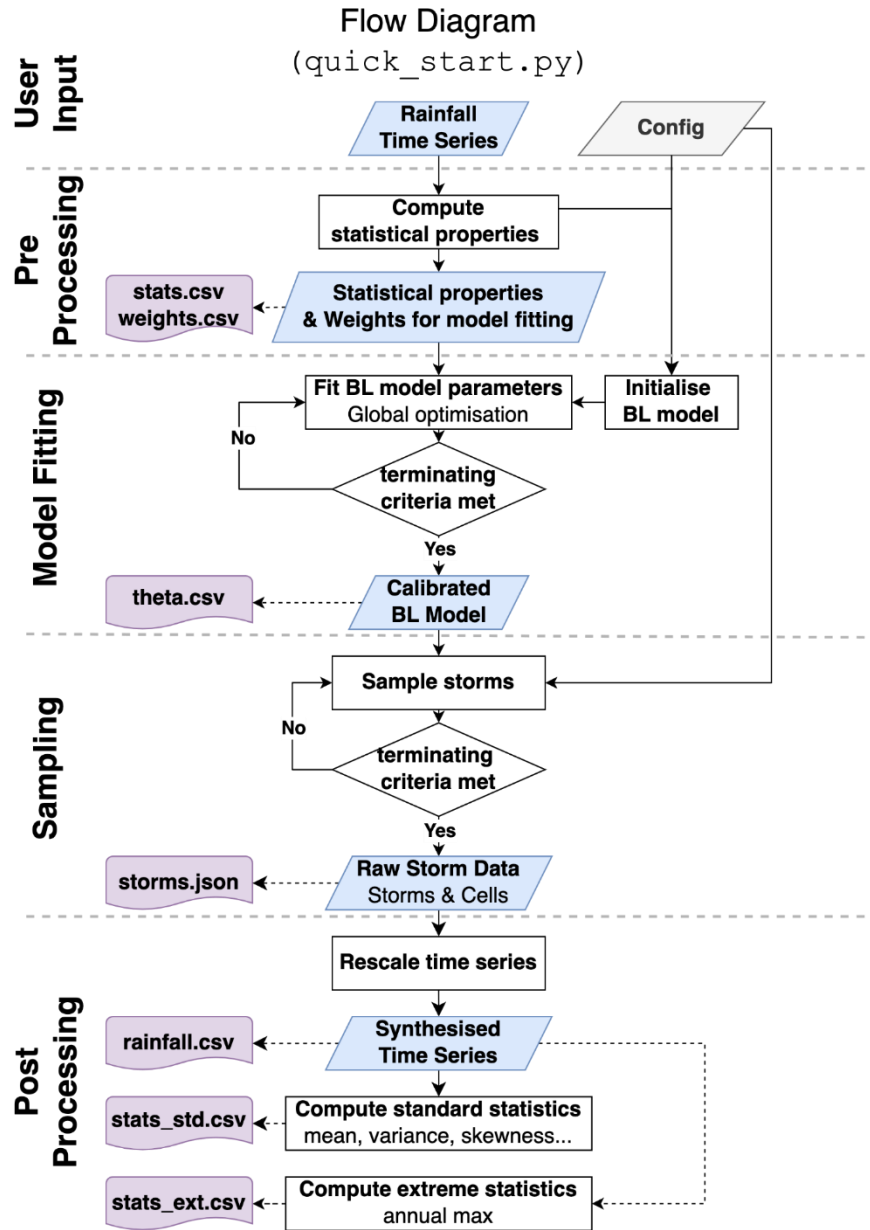 Flow Diagram
(quick_start.py)
User
Input
Rainfall
Time Series
Config
Pre
Processing
Compute
statistical properties
stats.csv
weights.csv
Statistical properties
& Weights for model fitting
Model Fitting
Fit BL model parameters
Global optimisation
Initialise
BL model
No
terminating
criteria met
Yes
theta.csv
Calibrated
BL Model
Sampling
Sample storms
No
terminating
criteria met
Yes
storms.json
Raw Storm Data
Storms & Cells
Post
Processing
Rescale time series
rainfall.csv
Synthesised
Time Series
stats_std.csv
Compute standard statistics
mean, variance, skewness...
stats_ext.csv
Compute extreme statistics
annual max